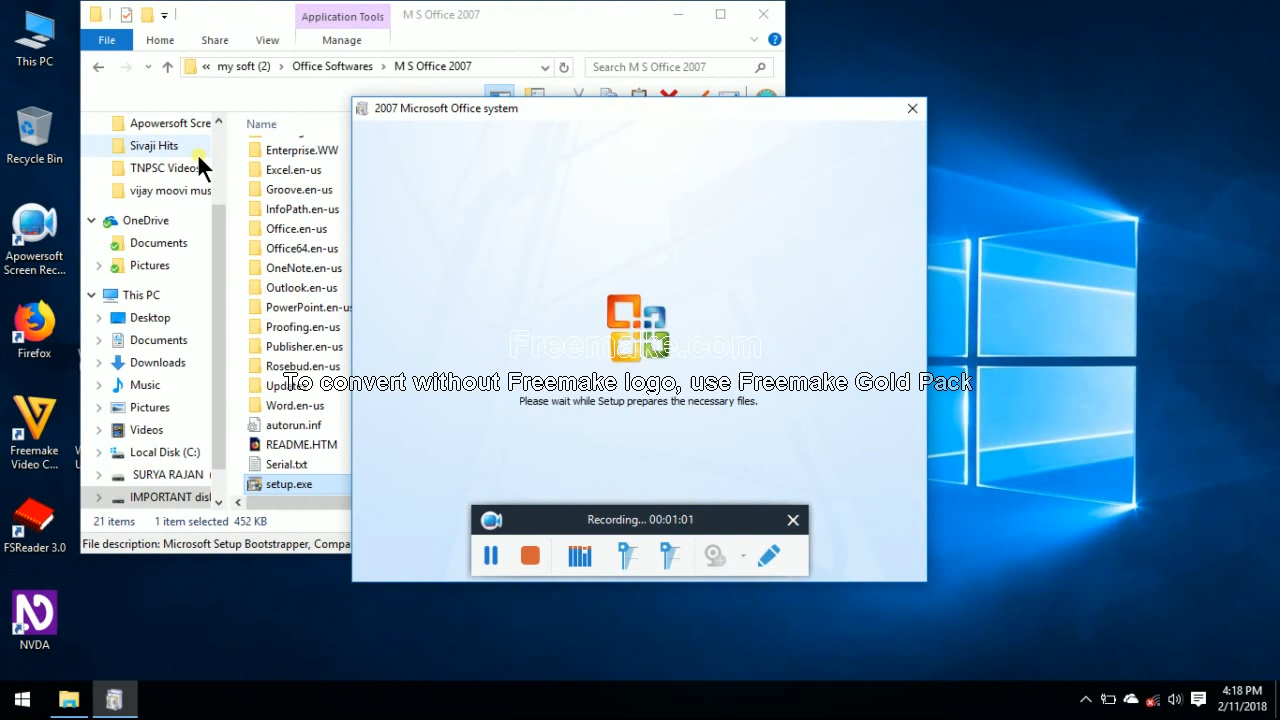 This PC
Recycle Bin
Apowersoft
Screen Rec...
Firefox
Freemake
Video C...
FSReader 3.0
NVDA
Application Tools
M S Office 2007
File
Home
Share
View
Manage
« my soft (2) > Office Softwares > M S Office 2007
Search M S Office 2007
Apowersoft Scre
Sivaji Hits
TNPSC Videos
vijay moovi mus
OneDrive
Documents
Pictures
This PC
Desktop
Documents
Downloads
Music
Pictures
Videos
Local Disk (C:)
SURYA RAJAN (
IMPORTANT disl
Name
Enterprise.WW
Excel.en-us
Groove.en-us
InfoPath.en-us
Office.en-us
Office64.en-us
OneNote.en-us
Outlook.en-us
PowerPoint.en-us
Proofing.en-us
Publisher.en-us
Rosebud.en-us
Word.en-us
autorun.inf
README.HTM
Serial.txt
setup.exe
21 items
1 item selected 452 KB
File description: Microsoft Setup Bootstrapper, Compa
2007 Microsoft Office system
Freemake.com
To convert without Freemake logo, use Freemake Gold Pack
Please wait while Setup prepares the necessary files.
Recording... 00:01:01
4:18 PM
2/11/2018